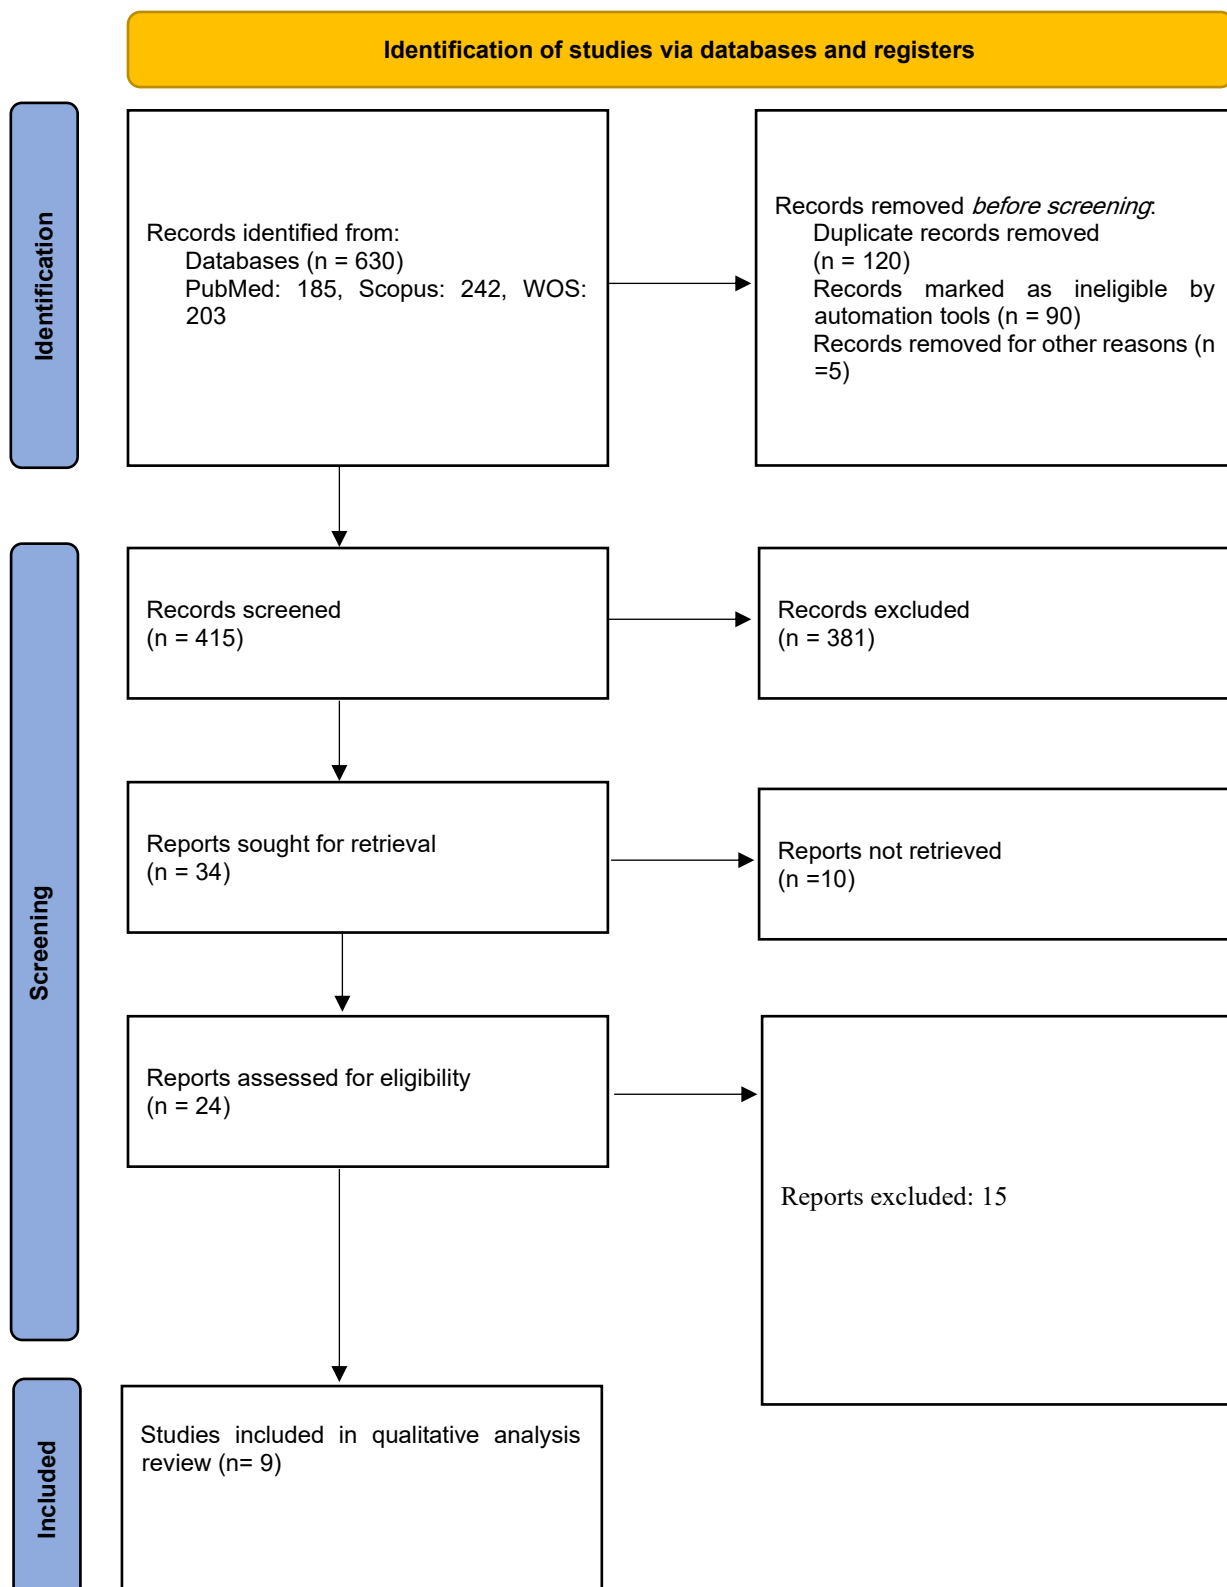 Identification of studies via databases and registers
Identification
Records identified from:
Databases (n = 630)
PubMed: 185, Scopus: 242, WOS:
203
Records removed before screening:
Duplicate records removed
(n = 120)
Records marked as ineligible by
automation tools (n = 90)
Records removed for other reasons (n
=5)
Screening
Records screened
(n = 415)
Records excluded
(n = 381)
Reports sought for retrieval
(n = 34)
Reports not retrieved
(n =10)
Reports assessed for eligibility
(n = 24)
Reports excluded: 15
Included
Studies included in qualitative analysis
review (n= 9)